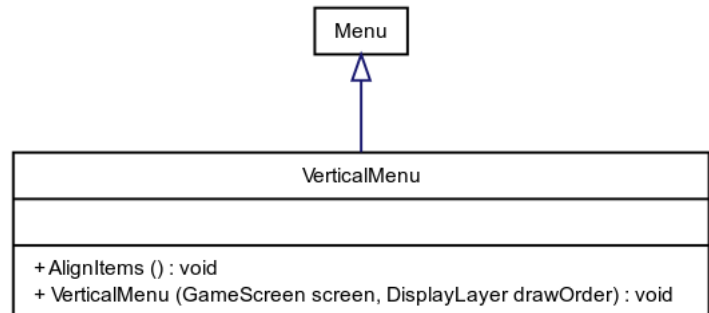 Menu
VerticalMenu
+ AlignItems () : void
+ VerticalMenu (GameScreen screen, DisplayLayer drawOrder) : void